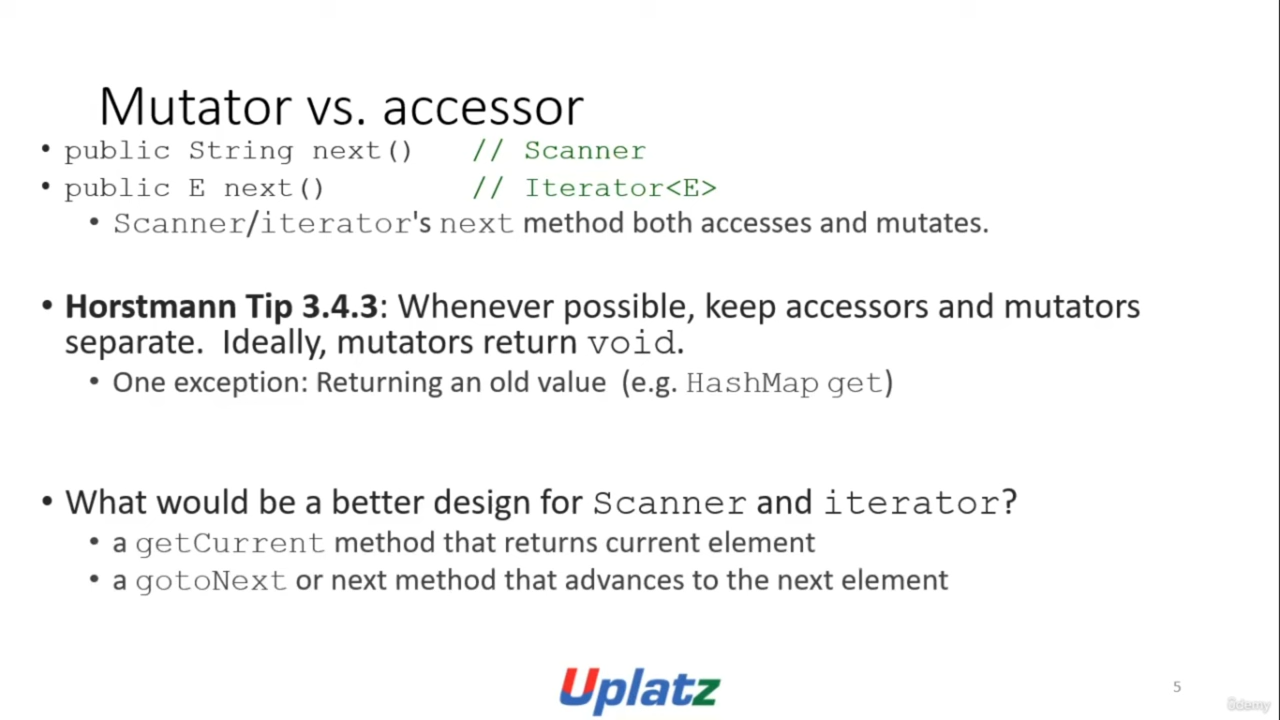 Mutator vs. accessor
• public String next() // Scanner
• public E next() // Iterator<E>
• Scanner/iterator's next method both accesses and mutates.
• Horstmann Tip 3.4.3: Whenever possible, keep accessors and mutators
separate. Ideally, mutators return void.
• One exception: Returning an old value (e.g. HashMap get)
• What would be a better design for Scanner and iterator?
• a getCurrent method that returns current element
• a gotoNext or next method that advances to the next element
Uplatz
5
ûdemy